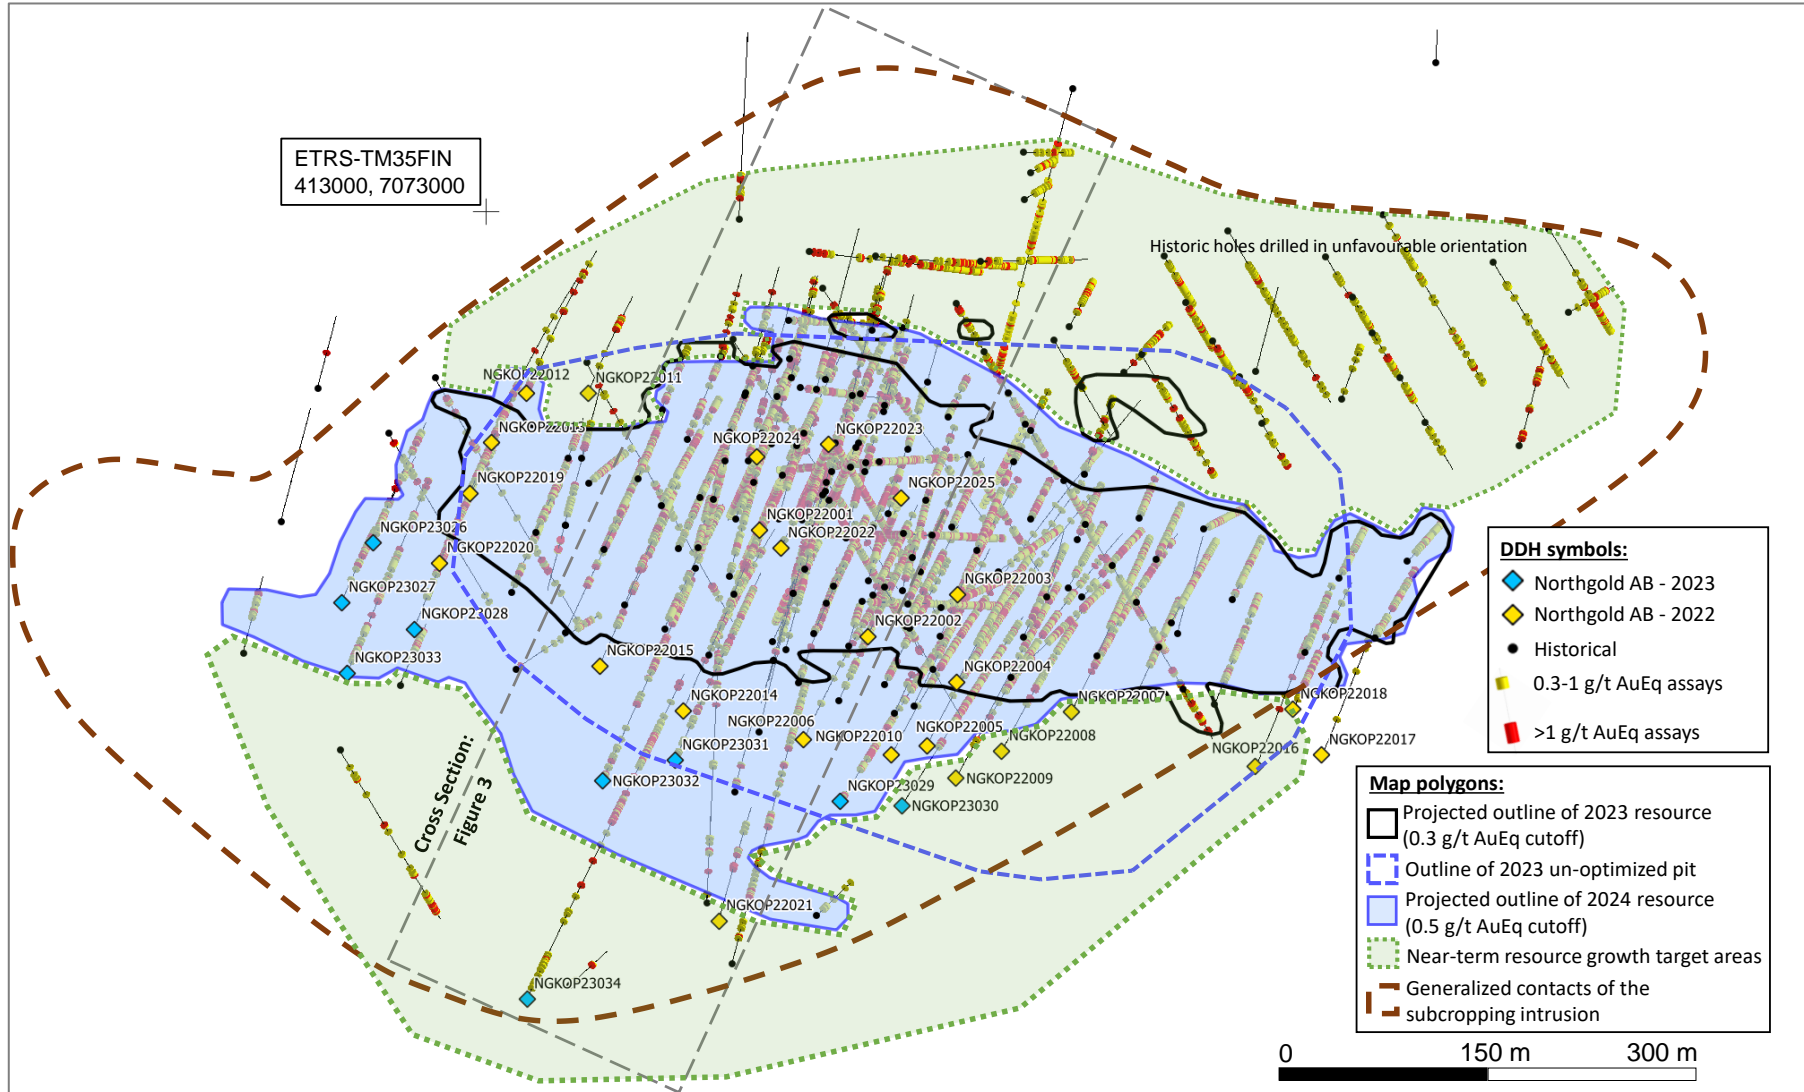 ETRS-TM35FIN
413000, 7073000
Historic holes drilled in unfavourable orientation
NGKOP22012
NGKOP22011
NGKOP22013
NGKOP22024
NGKOP22023
NGKOP22019
NGKOP22025
NGKOP22001
NGKOP22022
NGKOP23026
NGKOP22020
NGKOP22003
NGKOP23027
NGKOP23028
NGKOP22002
NGKOP23033
NGKOP22015
NGKOP22004
NGKOP22014
NGKOP22007
NGKOP22018
NGKOP22006
NGKOP22010
NGKOP22005
NGKOP22008
NGKOP23031
NGKOP22016
NGKOP22017
NGKOP23032
NGKOP22009
NGKOP23029
NGKOP23030
NGKOP22021
NGKOP23034
Cross Section:
Figure 3
DDH symbols:
Northgold AB - 2023
Northgold AB - 2022
Historical
0.3-1 g/t AuEq assays
>1 g/t AuEq assays
Map polygons:
Projected outline of 2023 resource
(0.3 g/t AuEq cutoff)
Outline of 2023 un-optimized pit
Projected outline of 2024 resource
(0.5 g/t AuEq cutoff)
Near-term resource growth target areas
Generalized contacts of the
subcropping intrusion
0 150 m 300 m